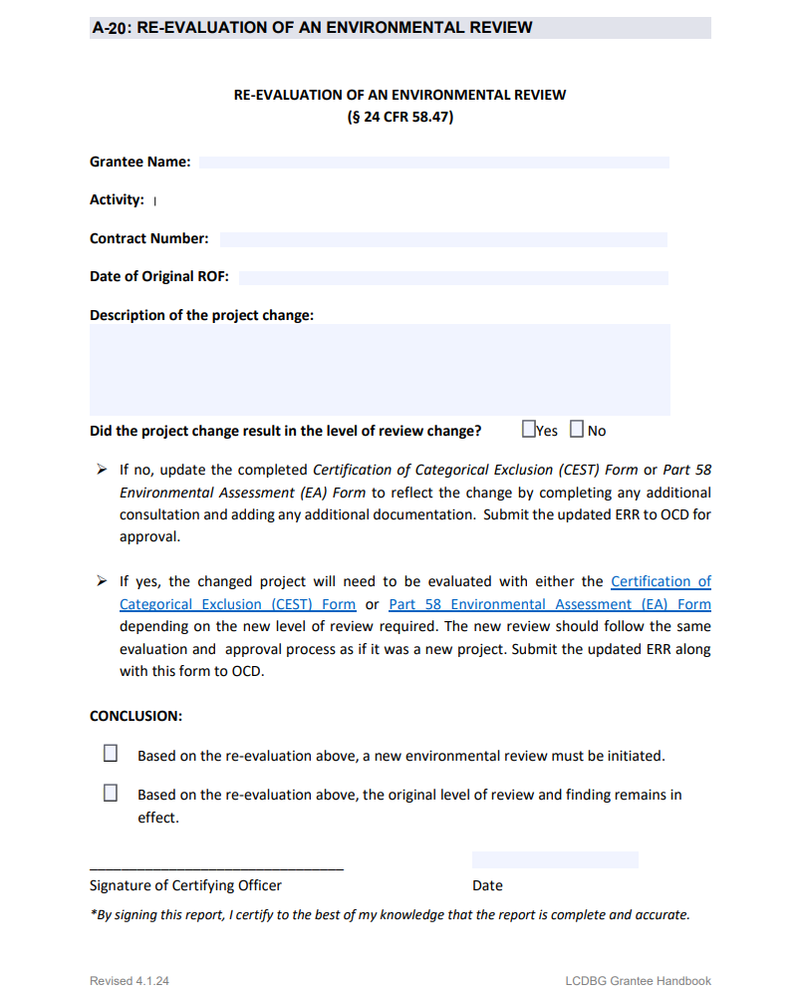 A-20: RE-EVALUATION OF AN ENVIRONMENTAL REVIEW
RE-EVALUATION OF AN ENVIRONMENTAL REVIEW
(§ 24 CFR 58.47)
Grantee Name:
Activity:
Contract Number:
Date of Original ROF:
Description of the project change:
Did the project change result in the level of review change? Yes No
➢ If no, update the completed Certification of Categorical Exclusion (CEST) Form or Part 58
Environmental Assessment (EA) Form to reflect the change by completing any additional
consultation and adding any additional documentation. Submit the updated ERR to OCD for
approval.
➢ If yes, the changed project will need to be evaluated with either the Certification of
Categorical Exclusion (CEST) Form or Part 58 Environmental Assessment (EA) Form
depending on the new level of review required. The new review should follow the same
evaluation and approval process as if it was a new project. Submit the updated ERR along
with this form to OCD.
CONCLUSION:
Based on the re-evaluation above, a new environmental review must be initiated.
Based on the re-evaluation above, the original level of review and finding remains in
effect.
Signature of Certifying Officer Date
*By signing this report, I certify to the best of my knowledge that the report is complete and accurate.
Revised 4.1.24 LCDBG Grantee Handbook